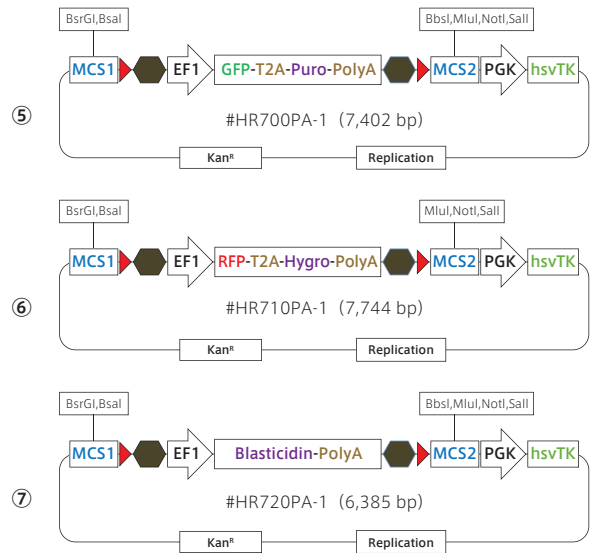 BsrGI,BsaI
BbsI,MluI,NotI,SalI
MCS1 EF1 GFP-T2A-Puro-PolyA MCS2 PGK hsvTK
⑤
#HR700PA-1 (7,402 bp)
Kanᴿ Replication
BsrGI,BsaI
MluI,NotI,SalI
MCS1 EF1 RFP-T2A-Hygro-PolyA MCS2 PGK hsvTK
⑥
#HR710PA-1 (7,744 bp)
Kanᴿ Replication
BsrGI,BsaI
BbsI,MluI,NotI,SalI
MCS1 EF1 Blasticidin-PolyA MCS2 PGK hsvTK
⑦
#HR720PA-1 (6,385 bp)
Kanᴿ Replication